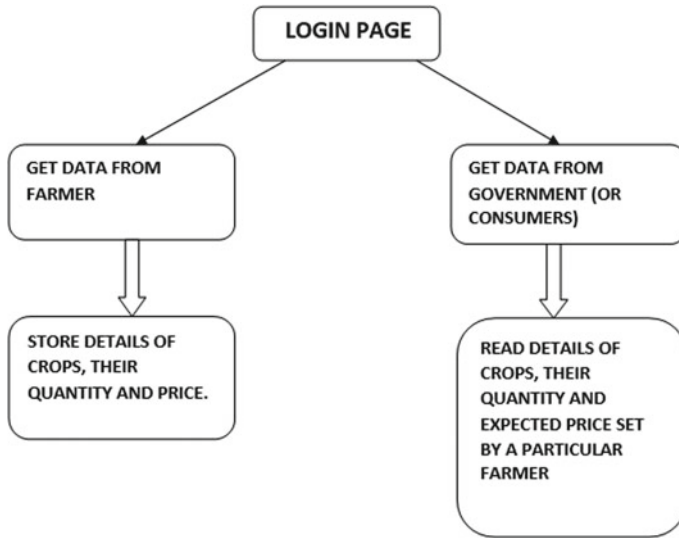 LOGIN PAGE
GET DATA FROM
FARMER
GET DATA FROM
GOVERNMENT (OR
CONSUMERS)
STORE DETAILS OF
CROPS, THEIR
QUANTITY AND PRICE.
READ DETAILS OF
CROPS, THEIR
QUANTITY AND
EXPECTED PRICE SET
BY A PARTICULAR
FARMER